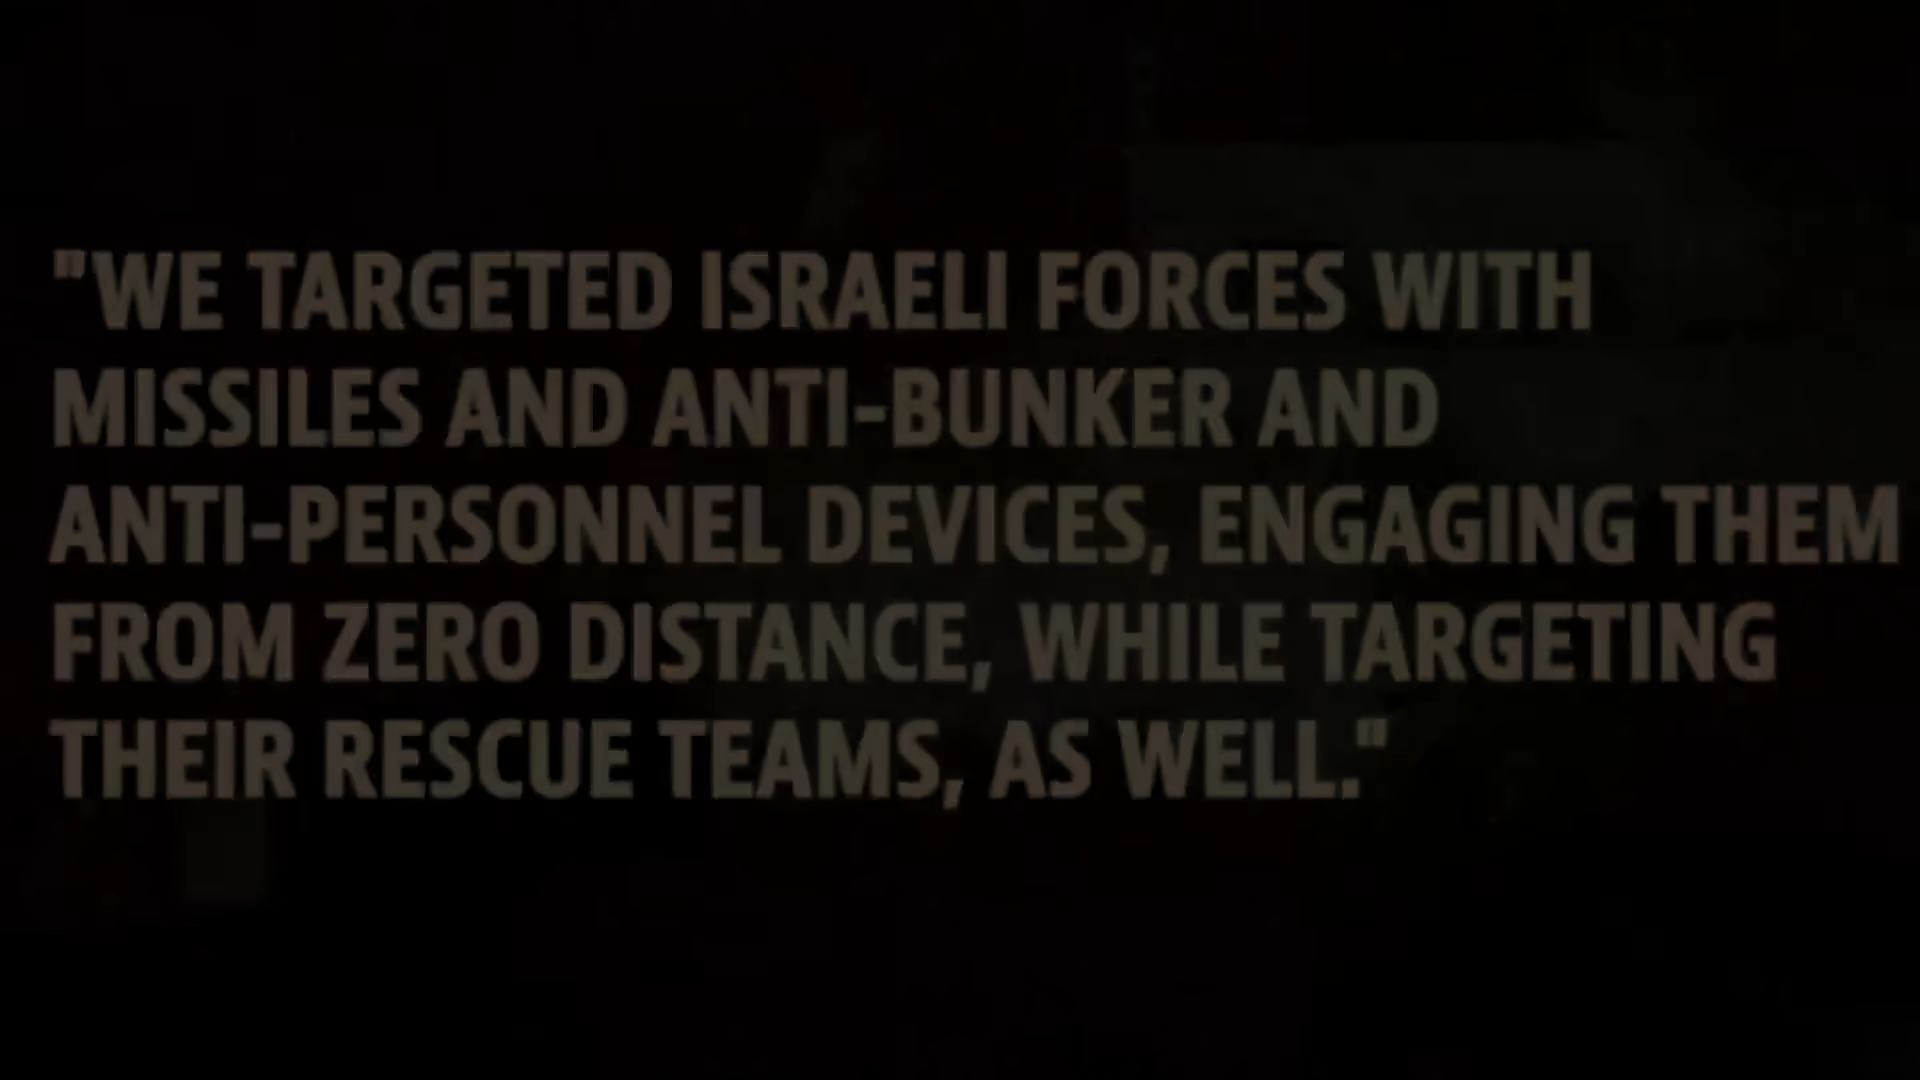 "WE TARGETED ISRAELI FORCES WITH
MISSILES AND ANTI-BUNKER AND
ANTI-PERSONNEL DEVICES, ENGAGING THEM
FROM ZERO DISTANCE, WHILE TARGETING
THEIR RESCUE TEAMS, AS WELL."